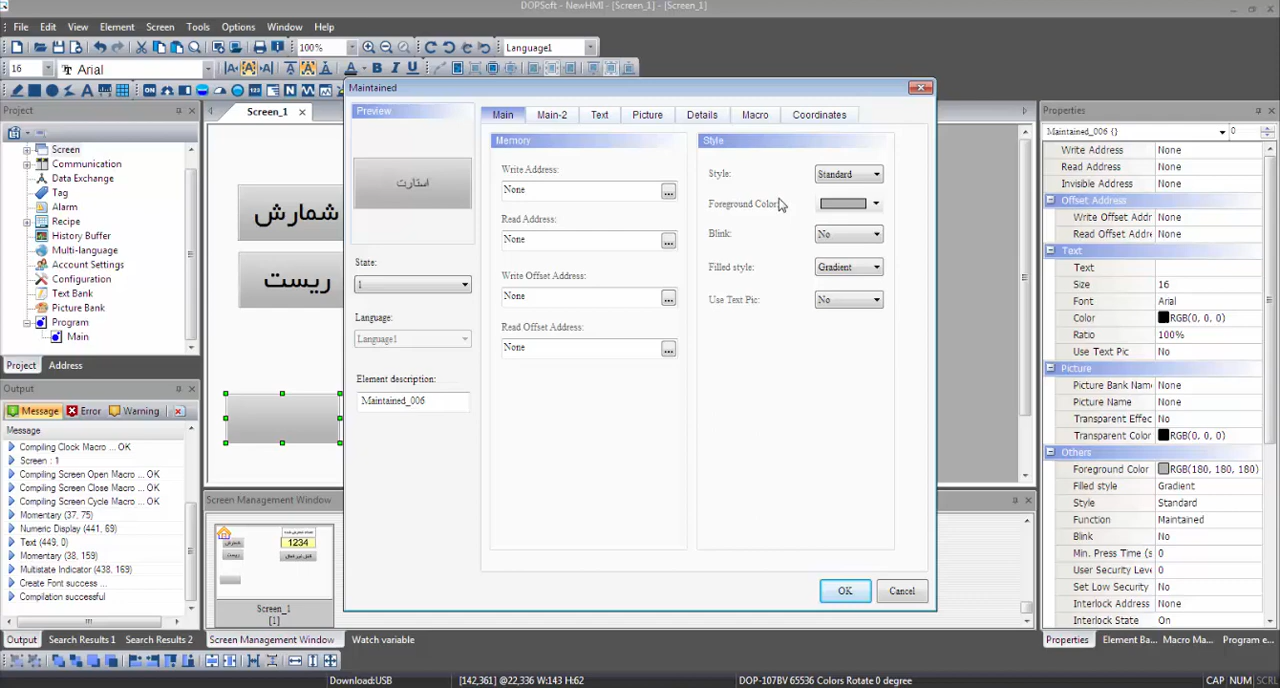 DOPSoft - NewHMI - [Screen_1] - [Screen_1]
File Edit View Element Screen Tools Options Window Help
100% Language1
16 Arial
Project
Screen_1
Screen
Communication
Data Exchange
Tag
Alarm
Recipe
History Buffer
Multi-language
Account Settings
Configuration
Text Bank
Picture Bank
Program
Main
Project Address
Output
Message Error Warning
Message
Compiling Clock Macro ... OK
Screen : 1
Compiling Screen Open Macro ... OK
Compiling Screen Close Macro ... OK
Compiling Screen Cycle Macro ... OK
Momentary (37, 75)
Numeric Display (441, 69)
Text (449, 0)
Momentary (38, 159)
Multistate Indicator (438, 169)
Create Font success ...
Compilation successful
Output Search Results 1 Search Results 2
شمارش
ریست
Screen Management Window
1234
Screen_1
[1]
Screen Management Window Watch variable
Maintained
Preview
استارت
State:
1
Language:
Language1
Element description:
Maintained_006
Main Main-2 Text Picture Details Macro Coordinates
Memory
Write Address:
None
...
Read Address:
None
...
Write Offset Address:
None
...
Read Offset Address:
None
...
Style
Style: Standard
Foreground Color:
Blink: No
Filled style: Gradient
Use Text Pic: No
OK Cancel
Properties
Maintained_006 {} 0
Write Address None
Read Address None
Invisible Address None
Offset Address
Write Offset Addr None
Read Offset Addr None
Text
Text
Size 16
Font Arial
Color RGB(0, 0, 0)
Ratio 100%
Use Text Pic No
Picture
Picture Bank Name None
Picture Name None
Transparent Effec No
Transparent Color RGB(0, 0, 0)
Others
Foreground Color RGB(180, 180, 180)
Filled style Gradient
Style Standard
Function Maintained
Blink No
Min. Press Time (s 0
User Security Leve 0
Set Low Security No
Interlock Address None
Interlock State On
Properties Element Ba... Macro Ma... Program e...
Download:USB [142,361] @22,336 W:143 H:62 DOP-107BV 65536 Colors Rotate 0 degree CAP NUM SCRL